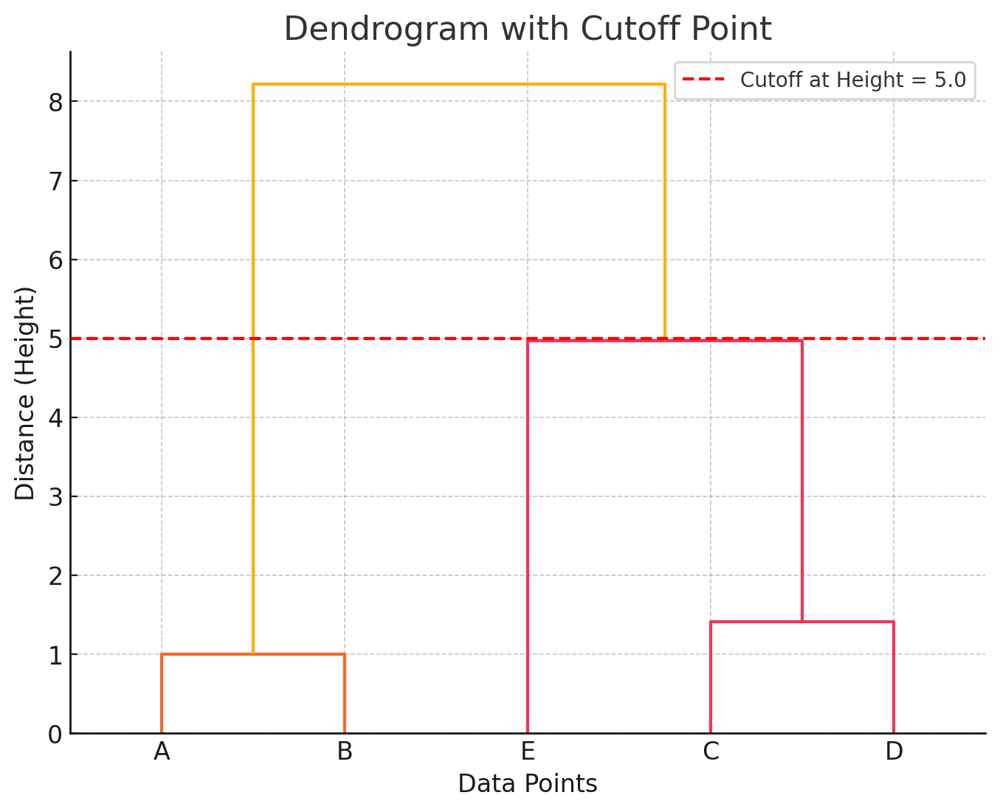 Dendrogram with Cutoff Point
Cutoff at Height = 5.0
8
7
6
5
4
3
2
1
0
Distance (Height)
A B E C D
Data Points